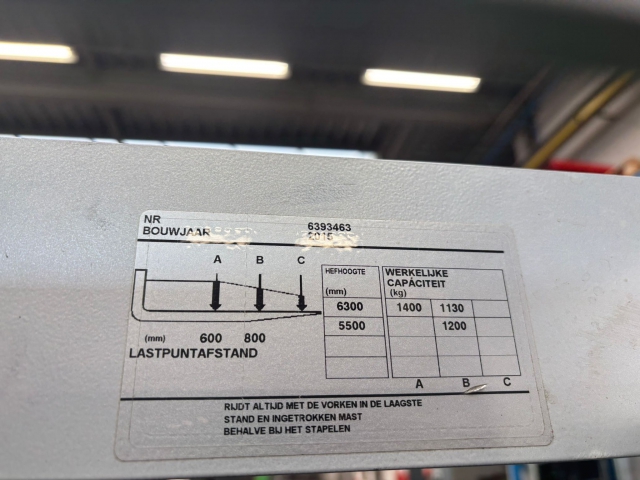 NR 6393463
BOUWJAAR 2015
A B C
HEFHOOGTE WERKELIJKE
CAPACITEIT
(mm) (kg)
6300 1400 1130
5500 1200
(mm) 600 800
LASTPUNTAFSTAND
A B C
RIJDT ALTIJD MET DE VORKEN IN DE LAAGSTE
STAND EN INGETROKKEN MAST
BEHALVE BIJ HET STAPELEN